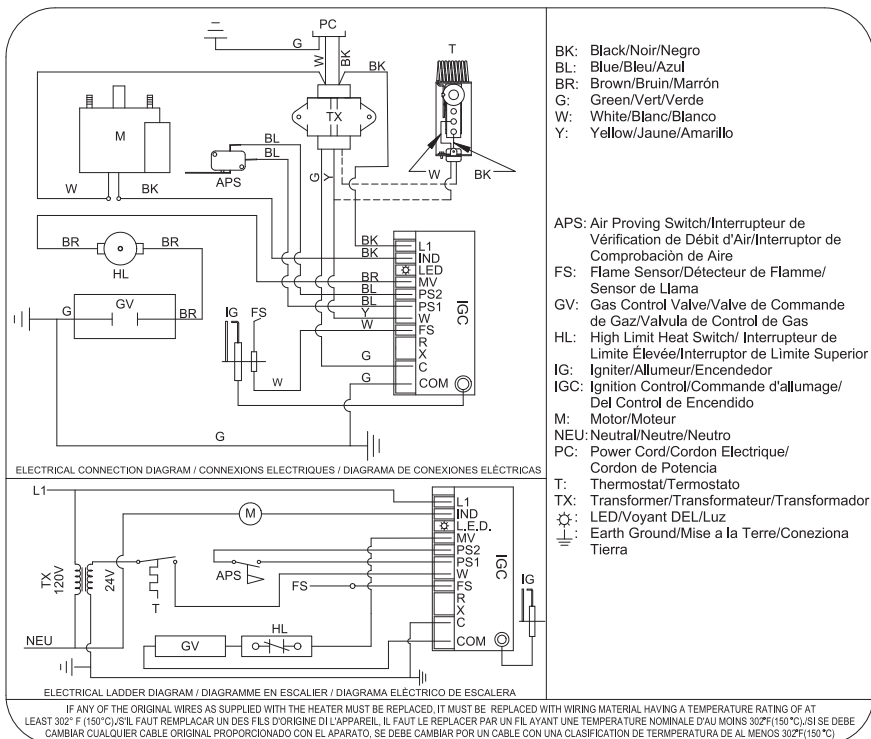 PC
G
W
BK
BK
T
TX
M
BL
BL
APS
W
BK
G
Y
W
BK
BR
BR
HL
G
GV
BR
IG
FS
W
BK
BK
BR
BL
BL
Y
W
G
G
L1
IND
LED
MV
PS2
PS1
W
FS
R
X
C
COM
IGC
G
ELECTRICAL CONNECTION DIAGRAM / CONNEXIONS ELECTRIQUES / DIAGRAMA DE CONEXIONES ELÉCTRICAS
L1
M
TX
120V
24V
T
APS
FS
NEU
GV
HL
L1
IND
L.E.D.
MV
PS2
PS1
W
FS
R
X
C
COM
IGC
IG
ELECTRICAL LADDER DIAGRAM / DIAGRAMME EN ESCALIER / DIAGRAMA ELÈCTRICO DE ESCALERA
BK: Black/Noir/Negro
BL: Blue/Bleu/Azul
BR: Brown/Bruin/Marrón
G: Green/Vert/Verde
W: White/Blanc/Blanco
Y: Yellow/Jaune/Amarillo
APS: Air Proving Switch/Interrupteur de
Vérification de Débit d'Air/Interruptor de
Comprobaciòn de Aire
FS: Flame Sensor/Détecteur de Flamme/
Sensor de Llama
GV: Gas Control Valve/Valve de Commande
de Gaz/Valvula de Control de Gas
HL: High Limit Heat Switch/ Interrupteur de
Limite Élevée/Interruptor de Lìmite Superior
IG: Igniter/Allumeur/Encendedor
IGC: Ignition Control/Commande d'allumage/
Del Control de Encendido
M: Motor/Moteur
NEU: Neutral/Neutre/Neutro
PC: Power Cord/Cordon Electrique/
Cordon de Potencia
T: Thermostat/Termostato
TX: Transformer/Transformateur/Transformador
: LED/Voyant DEL/Luz
: Earth Ground/Mise a la Terre/Coneziona
Tierra
IF ANY OF THE ORIGINAL WIRES AS SUPPLIED WITH THE HEATER MUST BE REPLACED, IT MUST BE REPLACED WITH WIRING MATERIAL HAVING A TEMPERATURE RATING OF AT
LEAST 302° F (150°C)./S'IL FAUT REMPLACAR UN DES FILS D'ORIGINE DI L'APPAREIL, IL FAUT LE REPLACER PAR UN FIL AYANT UNE TEMPERATURE NOMINALE D'AU MOINS 302°F(150°C)./SI SE DEBE
CAMBIAR CUALQUIER CABLE ORIGINAL PROPORCIONADO CON EL APARATO, SE DEBE CAMBIAR POR UN CABLE CON UNA CLASIFICATION DE TERMPERATURA DE AL MENOS 302°F(150°C)